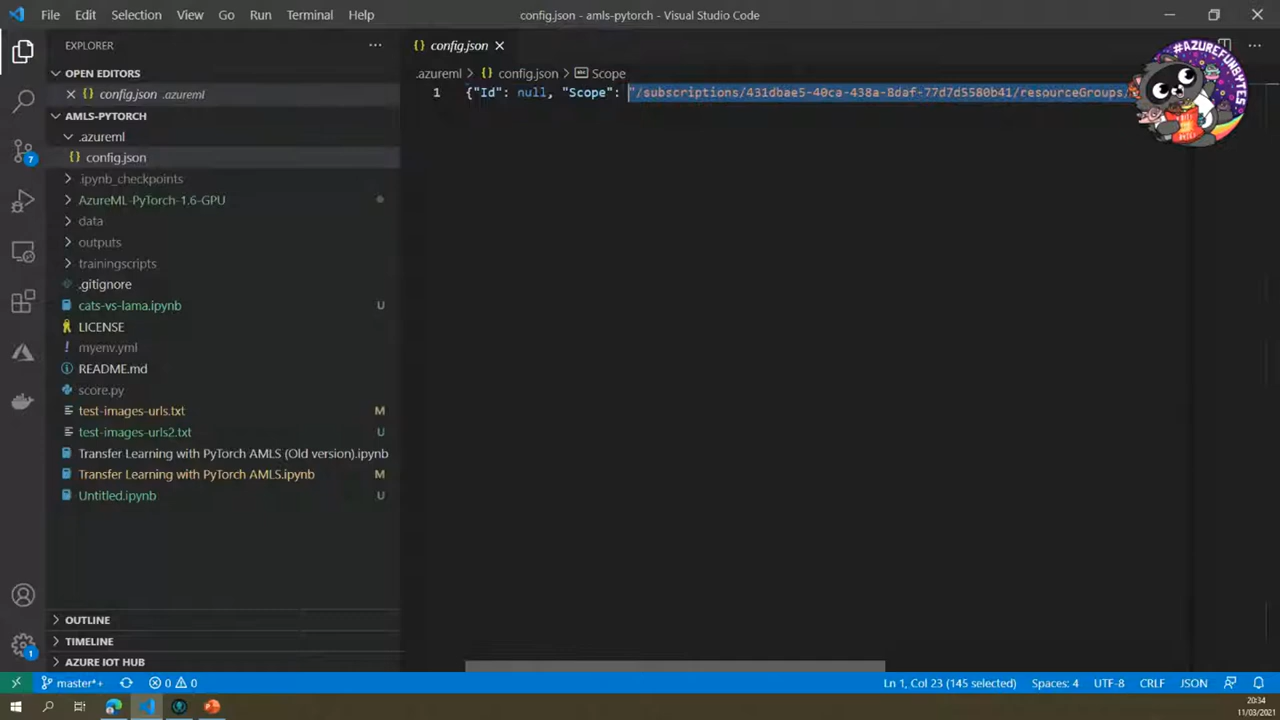 File Edit Selection View Go Run Terminal Help config.json - amls-pytorch - Visual Studio Code
EXPLORER
config.json
#AZUREFUNBYTES
OPEN EDITORS
.azureml > config.json > Scope
config.json .azureml
1 {"Id": null, "Scope": "/subscriptions/431dbae5-40ca-438a-8daf-77d7d5580b41/resourceGroups/
AMLS-PYTORCH
.azureml
config.json
7
.ipynb_checkpoints
AzureML-PyTorch-1.6-GPU
data
outputs
trainingscripts
.gitignore
cats-vs-lama.ipynb U
LICENSE
myenv.yml
README.md
score.py
test-images-urls.txt M
test-images-urls2.txt U
Transfer Learning with PyTorch AMLS (Old version).ipynb
Transfer Learning with PyTorch AMLS.ipynb M
Untitled.ipynb U
OUTLINE
TIMELINE
1
AZURE IOT HUB
master*+ 0 0 Ln 1, Col 23 (145 selected) Spaces: 4 UTF-8 CRLF JSON
20:34
11/03/2021